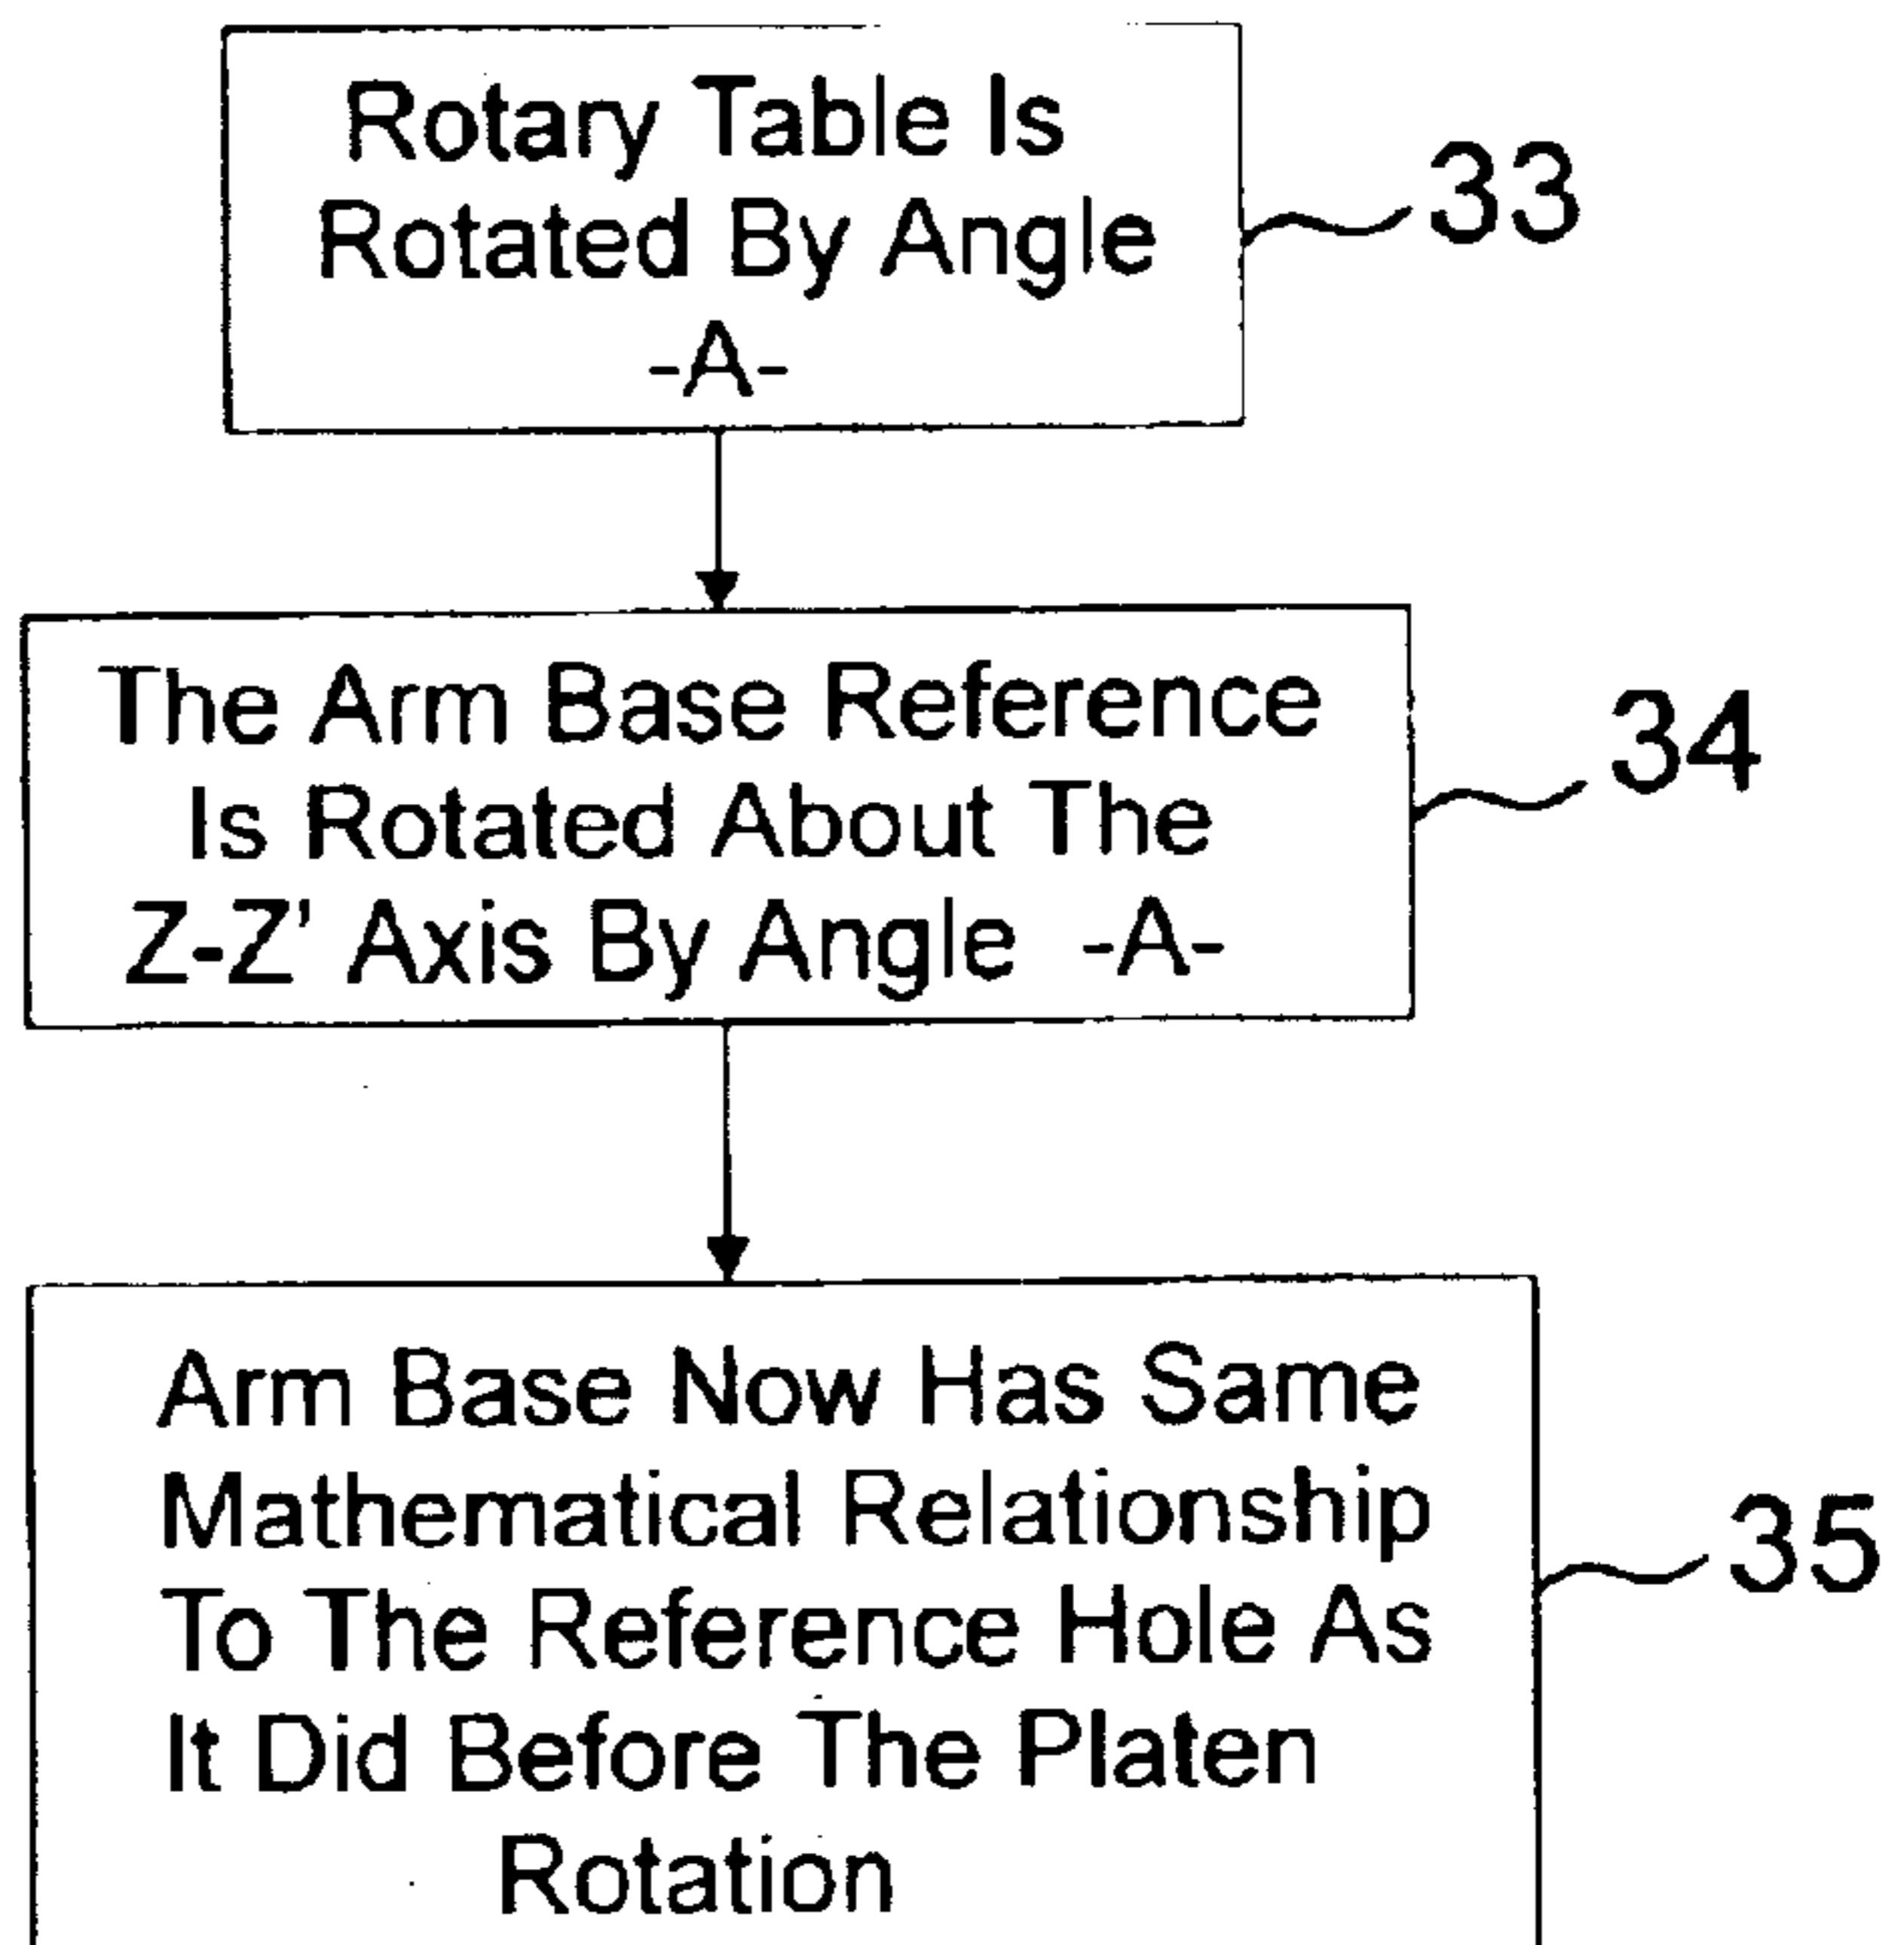 Rotary Table Is
Rotated By Angle
-A-
33
The Arm Base Reference
Is Rotated About The
Z-Z' Axis By Angle -A-
34
Arm Base Now Has Same
Mathematical Relationship
To The Reference Hole As
It Did Before The Platen
Rotation
35